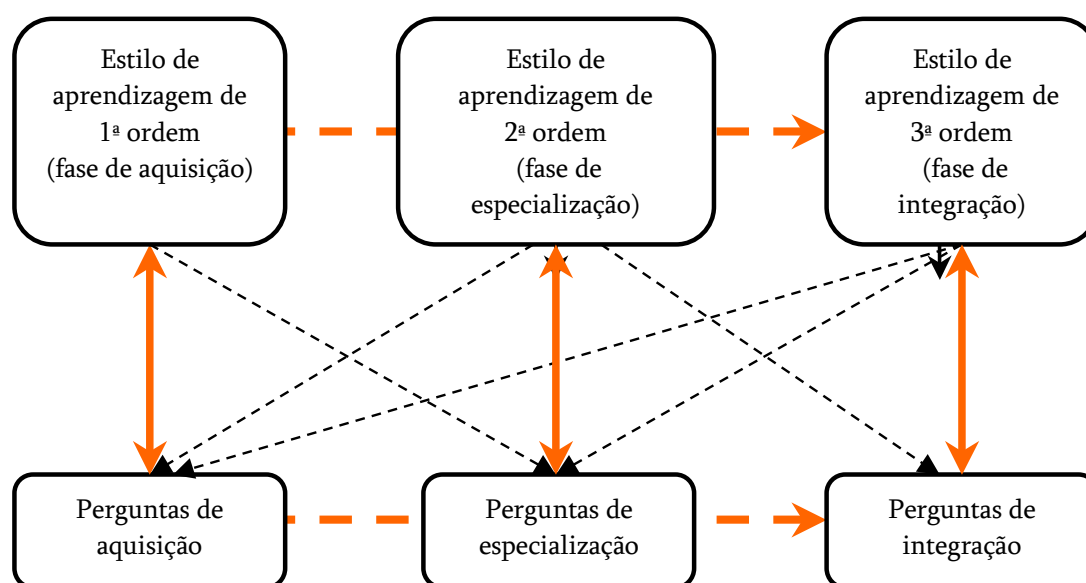 Estilo de
aprendizagem de
1ª ordem
(fase de aquisição)
Estilo de
aprendizagem de
2ª ordem
(fase de
especialização)
Estilo de
aprendizagem de
3ª ordem
(fase de
integração)
Perguntas de
aquisição
Perguntas de
especialização
Perguntas de
integração